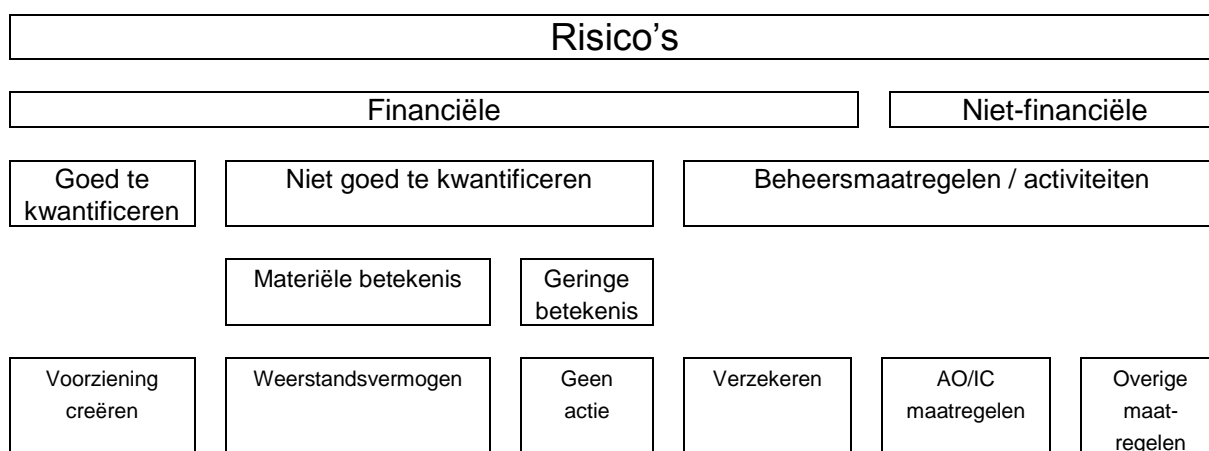 Risico's
Financiële
Niet-financiële
Goed te
kwantificeren
Niet goed te kwantificeren
Beheersmaatregelen / activiteiten
Materiële betekenis
Geringe
betekenis
Voorziening
creëren
Weerstandsvermogen
Geen
actie
Verzekeren
AO/IC
maatregelen
Overige
maat-
regelen